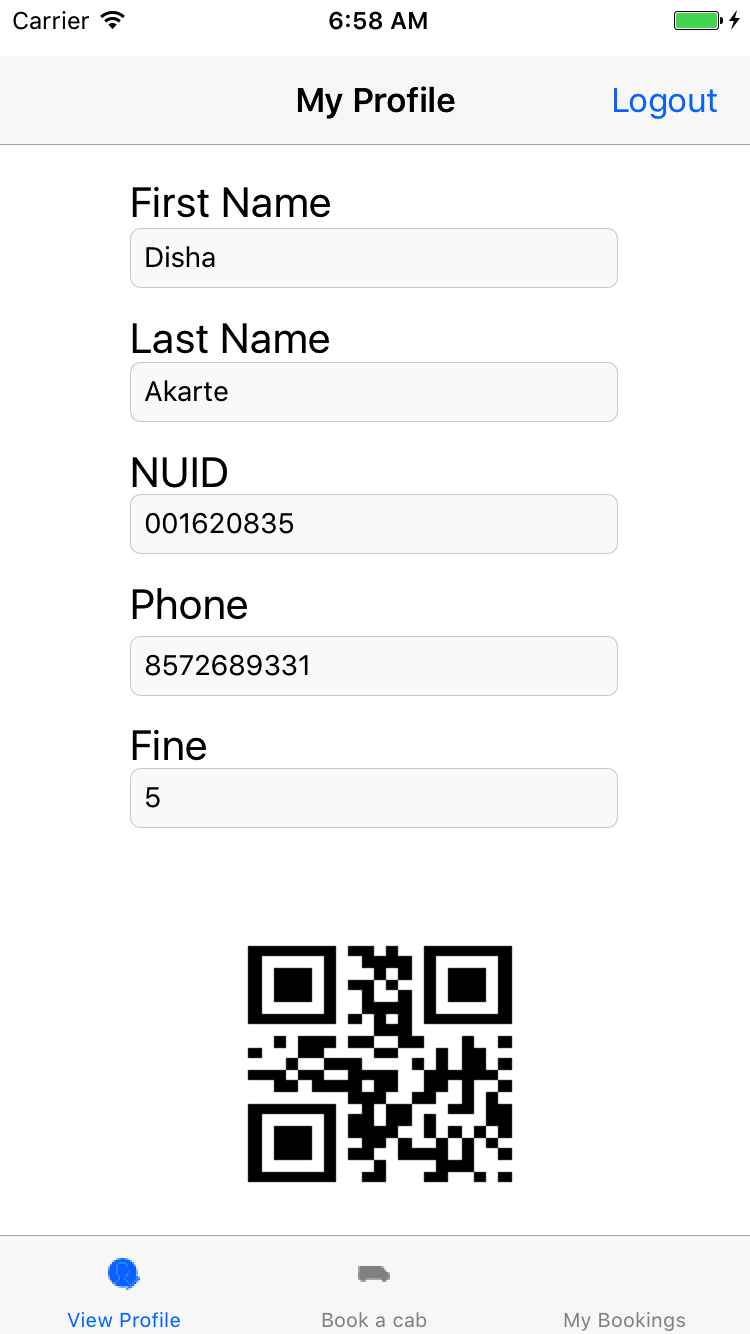 Carrier 6:58 AM
My Profile Logout
First Name
Disha
Last Name
Akarte
NUID
001620835
Phone
8572689331
Fine
5
View Profile Book a cab My Bookings